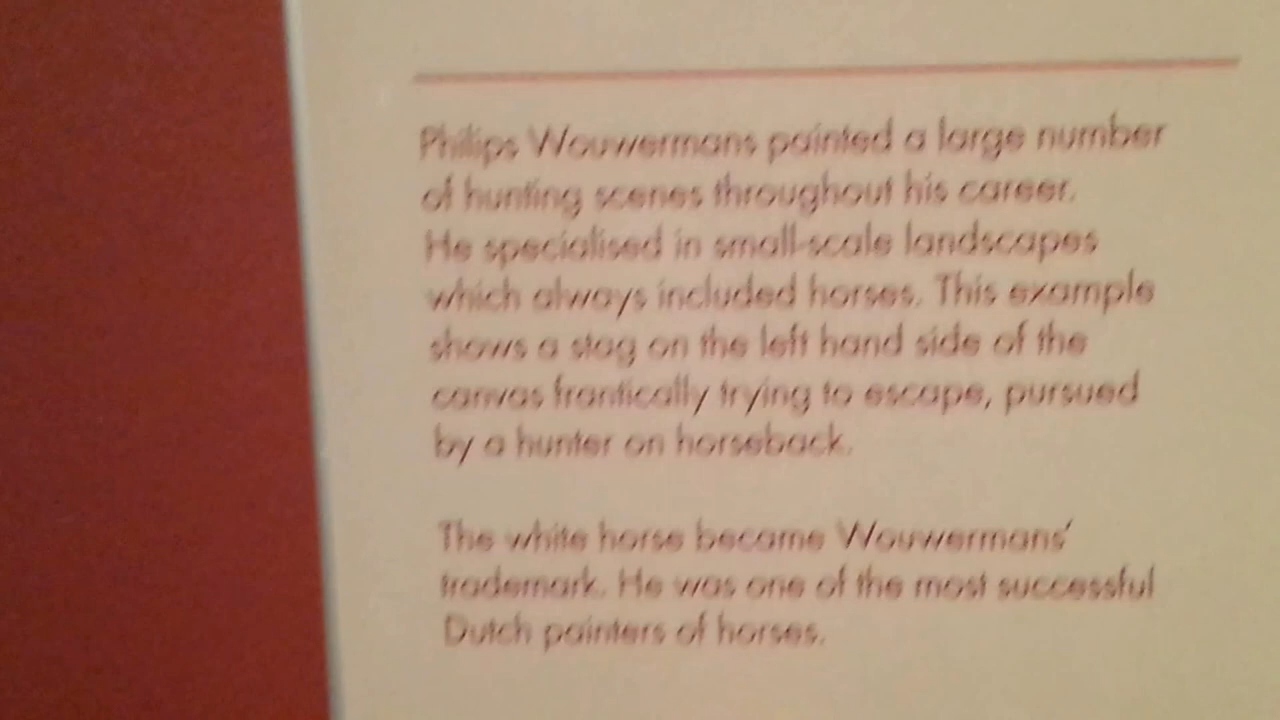 Philips Wouwermans painted a large number
of hunting scenes throughout his career.
He specialised in small-scale landscapes
which always included horses. This example
shows a stag on the left hand side of the
canvas frantically trying to escape, pursued
by a hunter on horseback.
The white horse became Wouwermans'
trademark. He was one of the most successful
Dutch painters of horses.